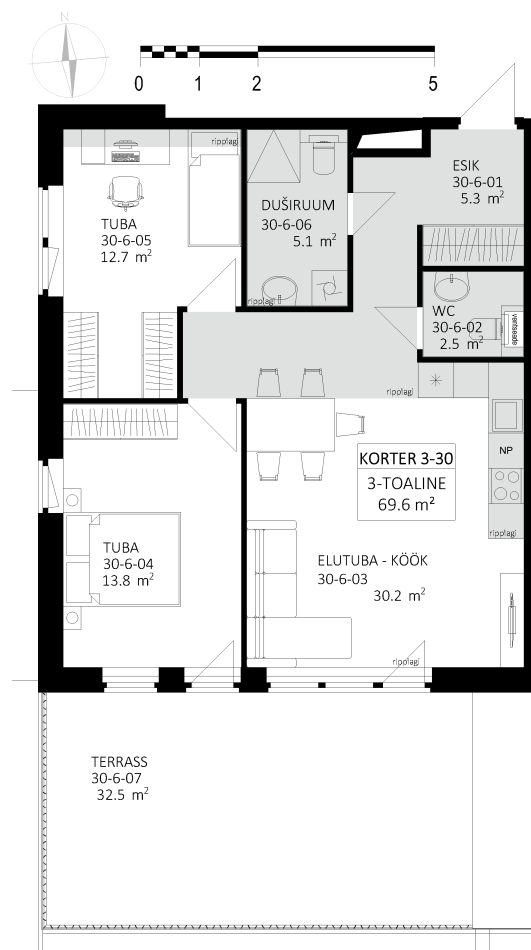 N
0 1 2 5
ripplagi
ESIK
30-6-01
5.3 m²
DUŠIRUUM
30-6-06
5.1 m²
TUBA
30-6-05
12.7 m²
ripplagi
WC
30-6-02
2.5 m²
ventseade
ripplagi
KORTER 3-30
3-TOALINE
69.6 m²
NP
ripplagi
TUBA
30-6-04
13.8 m²
ELUTUBA - KÖÖK
30-6-03
30.2 m²
ripplagi
TERRASS
30-6-07
32.5 m²